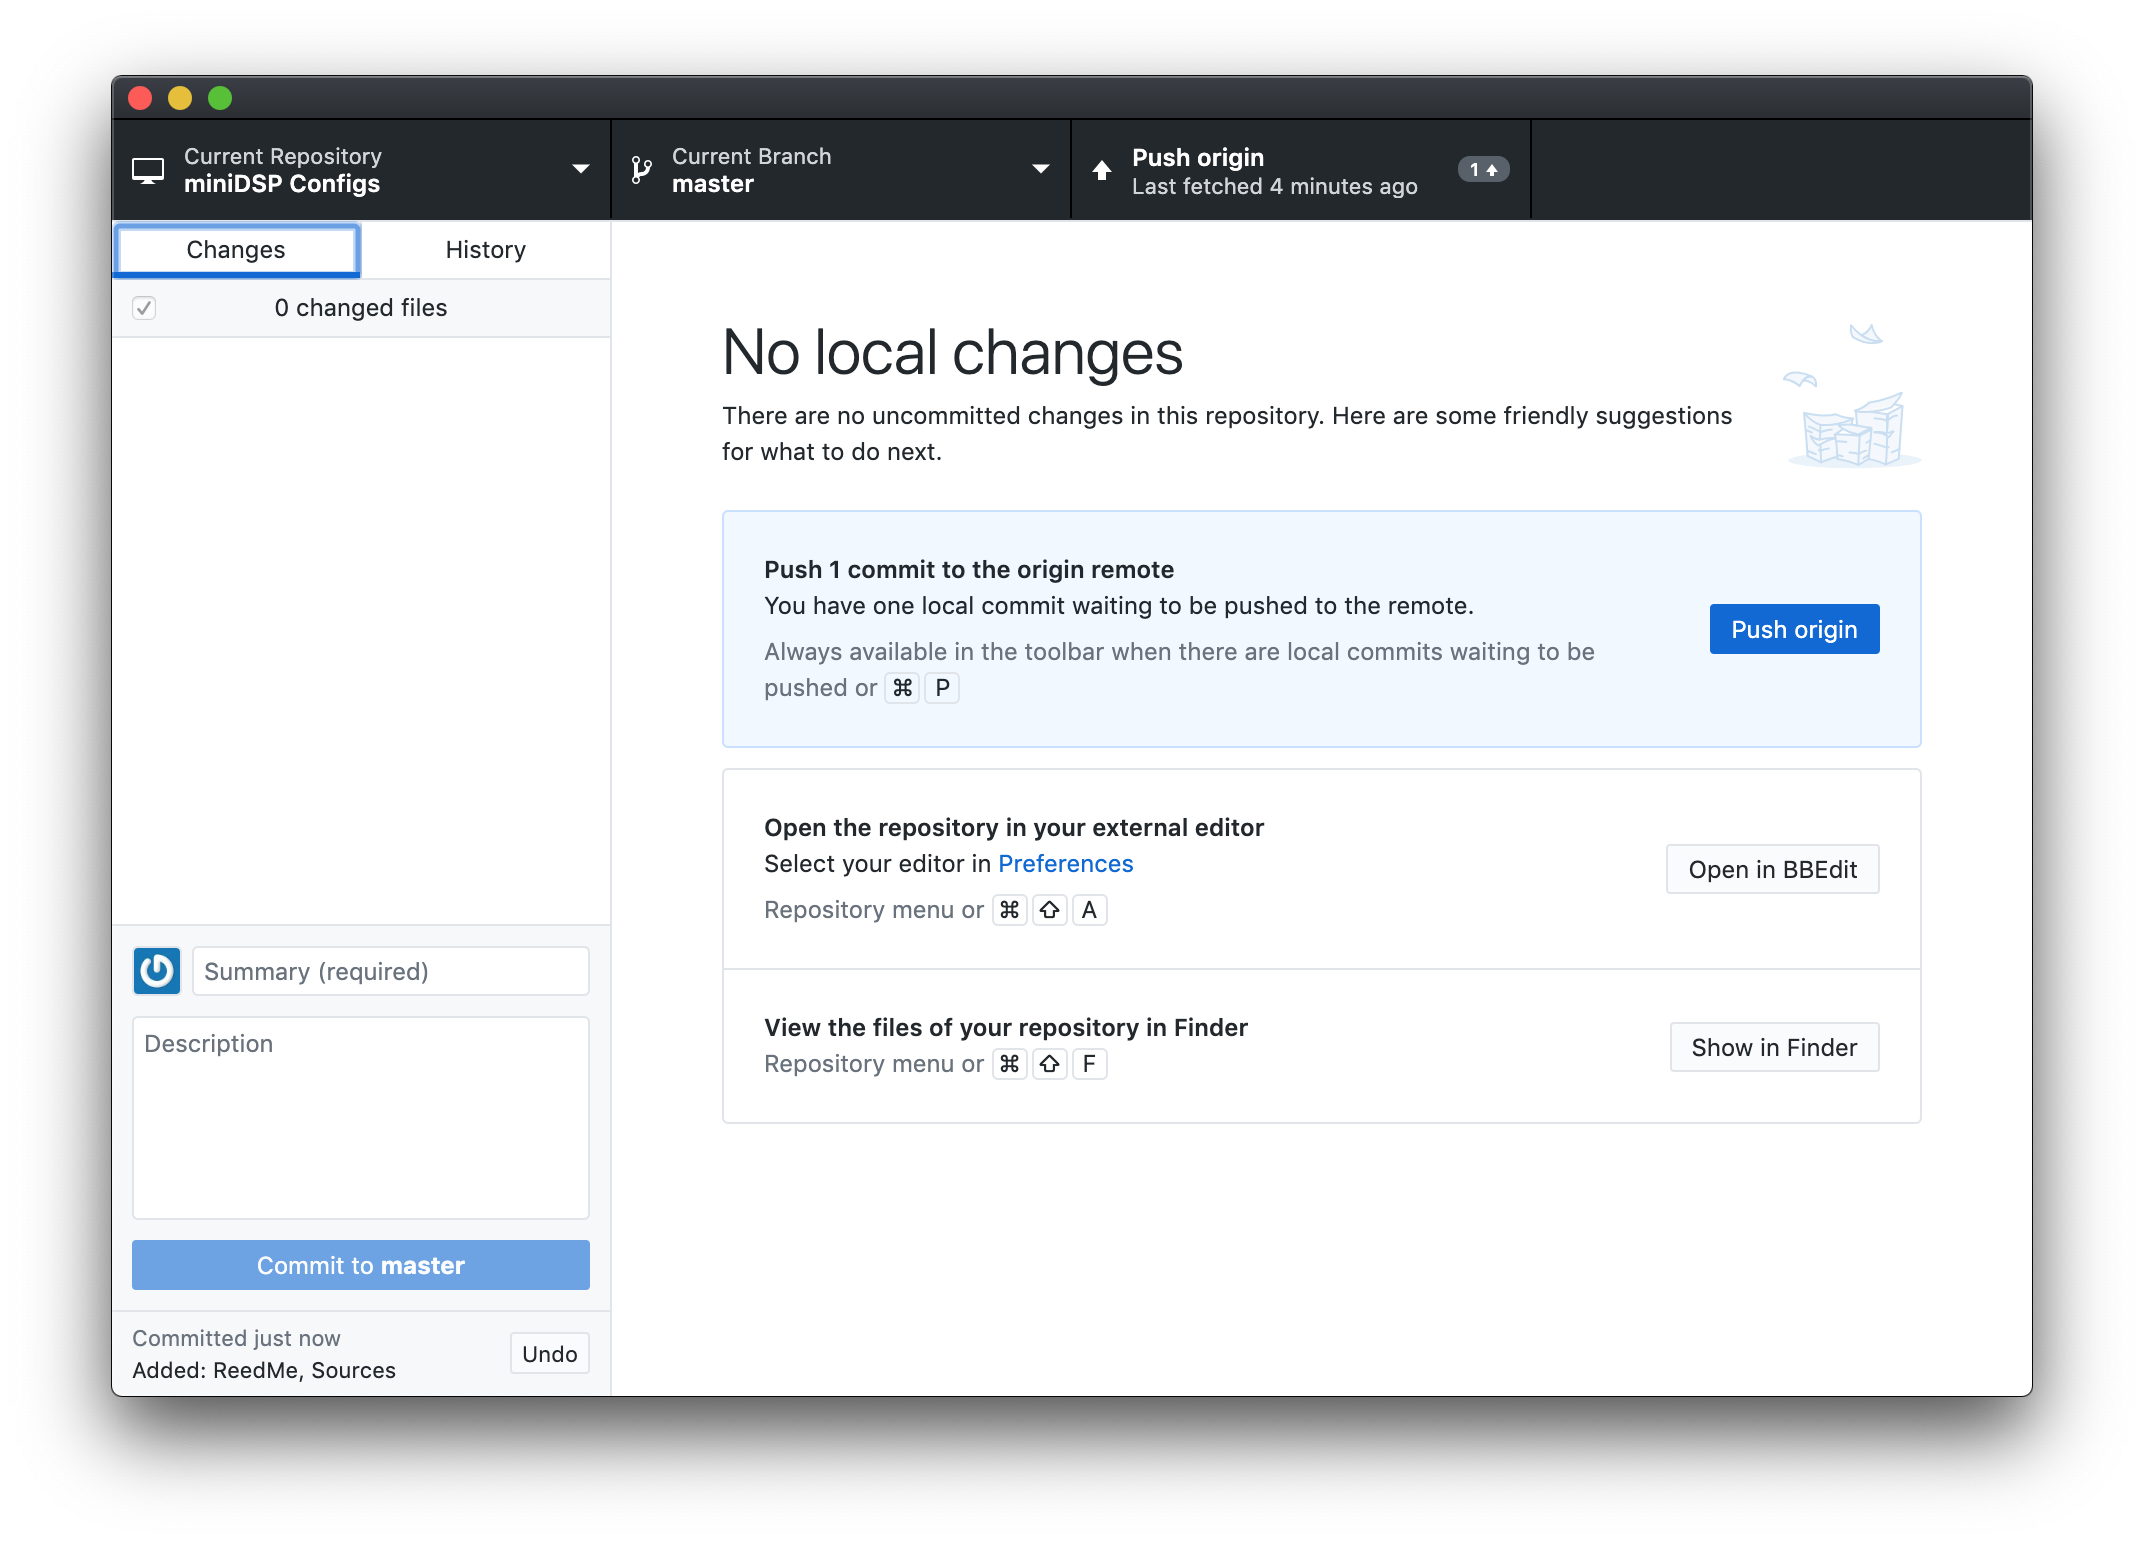 Current Repository
miniDSP Configs
Current Branch
master
Push origin
Last fetched 4 minutes ago
1
Changes
History
0 changed files
No local changes
There are no uncommitted changes in this repository. Here are some friendly suggestions
for what to do next.
Push 1 commit to the origin remote
You have one local commit waiting to be pushed to the remote.
Always available in the toolbar when there are local commits waiting to be
pushed or ⌘ P
Push origin
Open the repository in your external editor
Select your editor in Preferences
Repository menu or ⌘ ⇧ A
Open in BBEdit
View the files of your repository in Finder
Repository menu or ⌘ ⇧ F
Show in Finder
Summary (required)
Description
Commit to master
Committed just now
Added: ReedMe, Sources
Undo